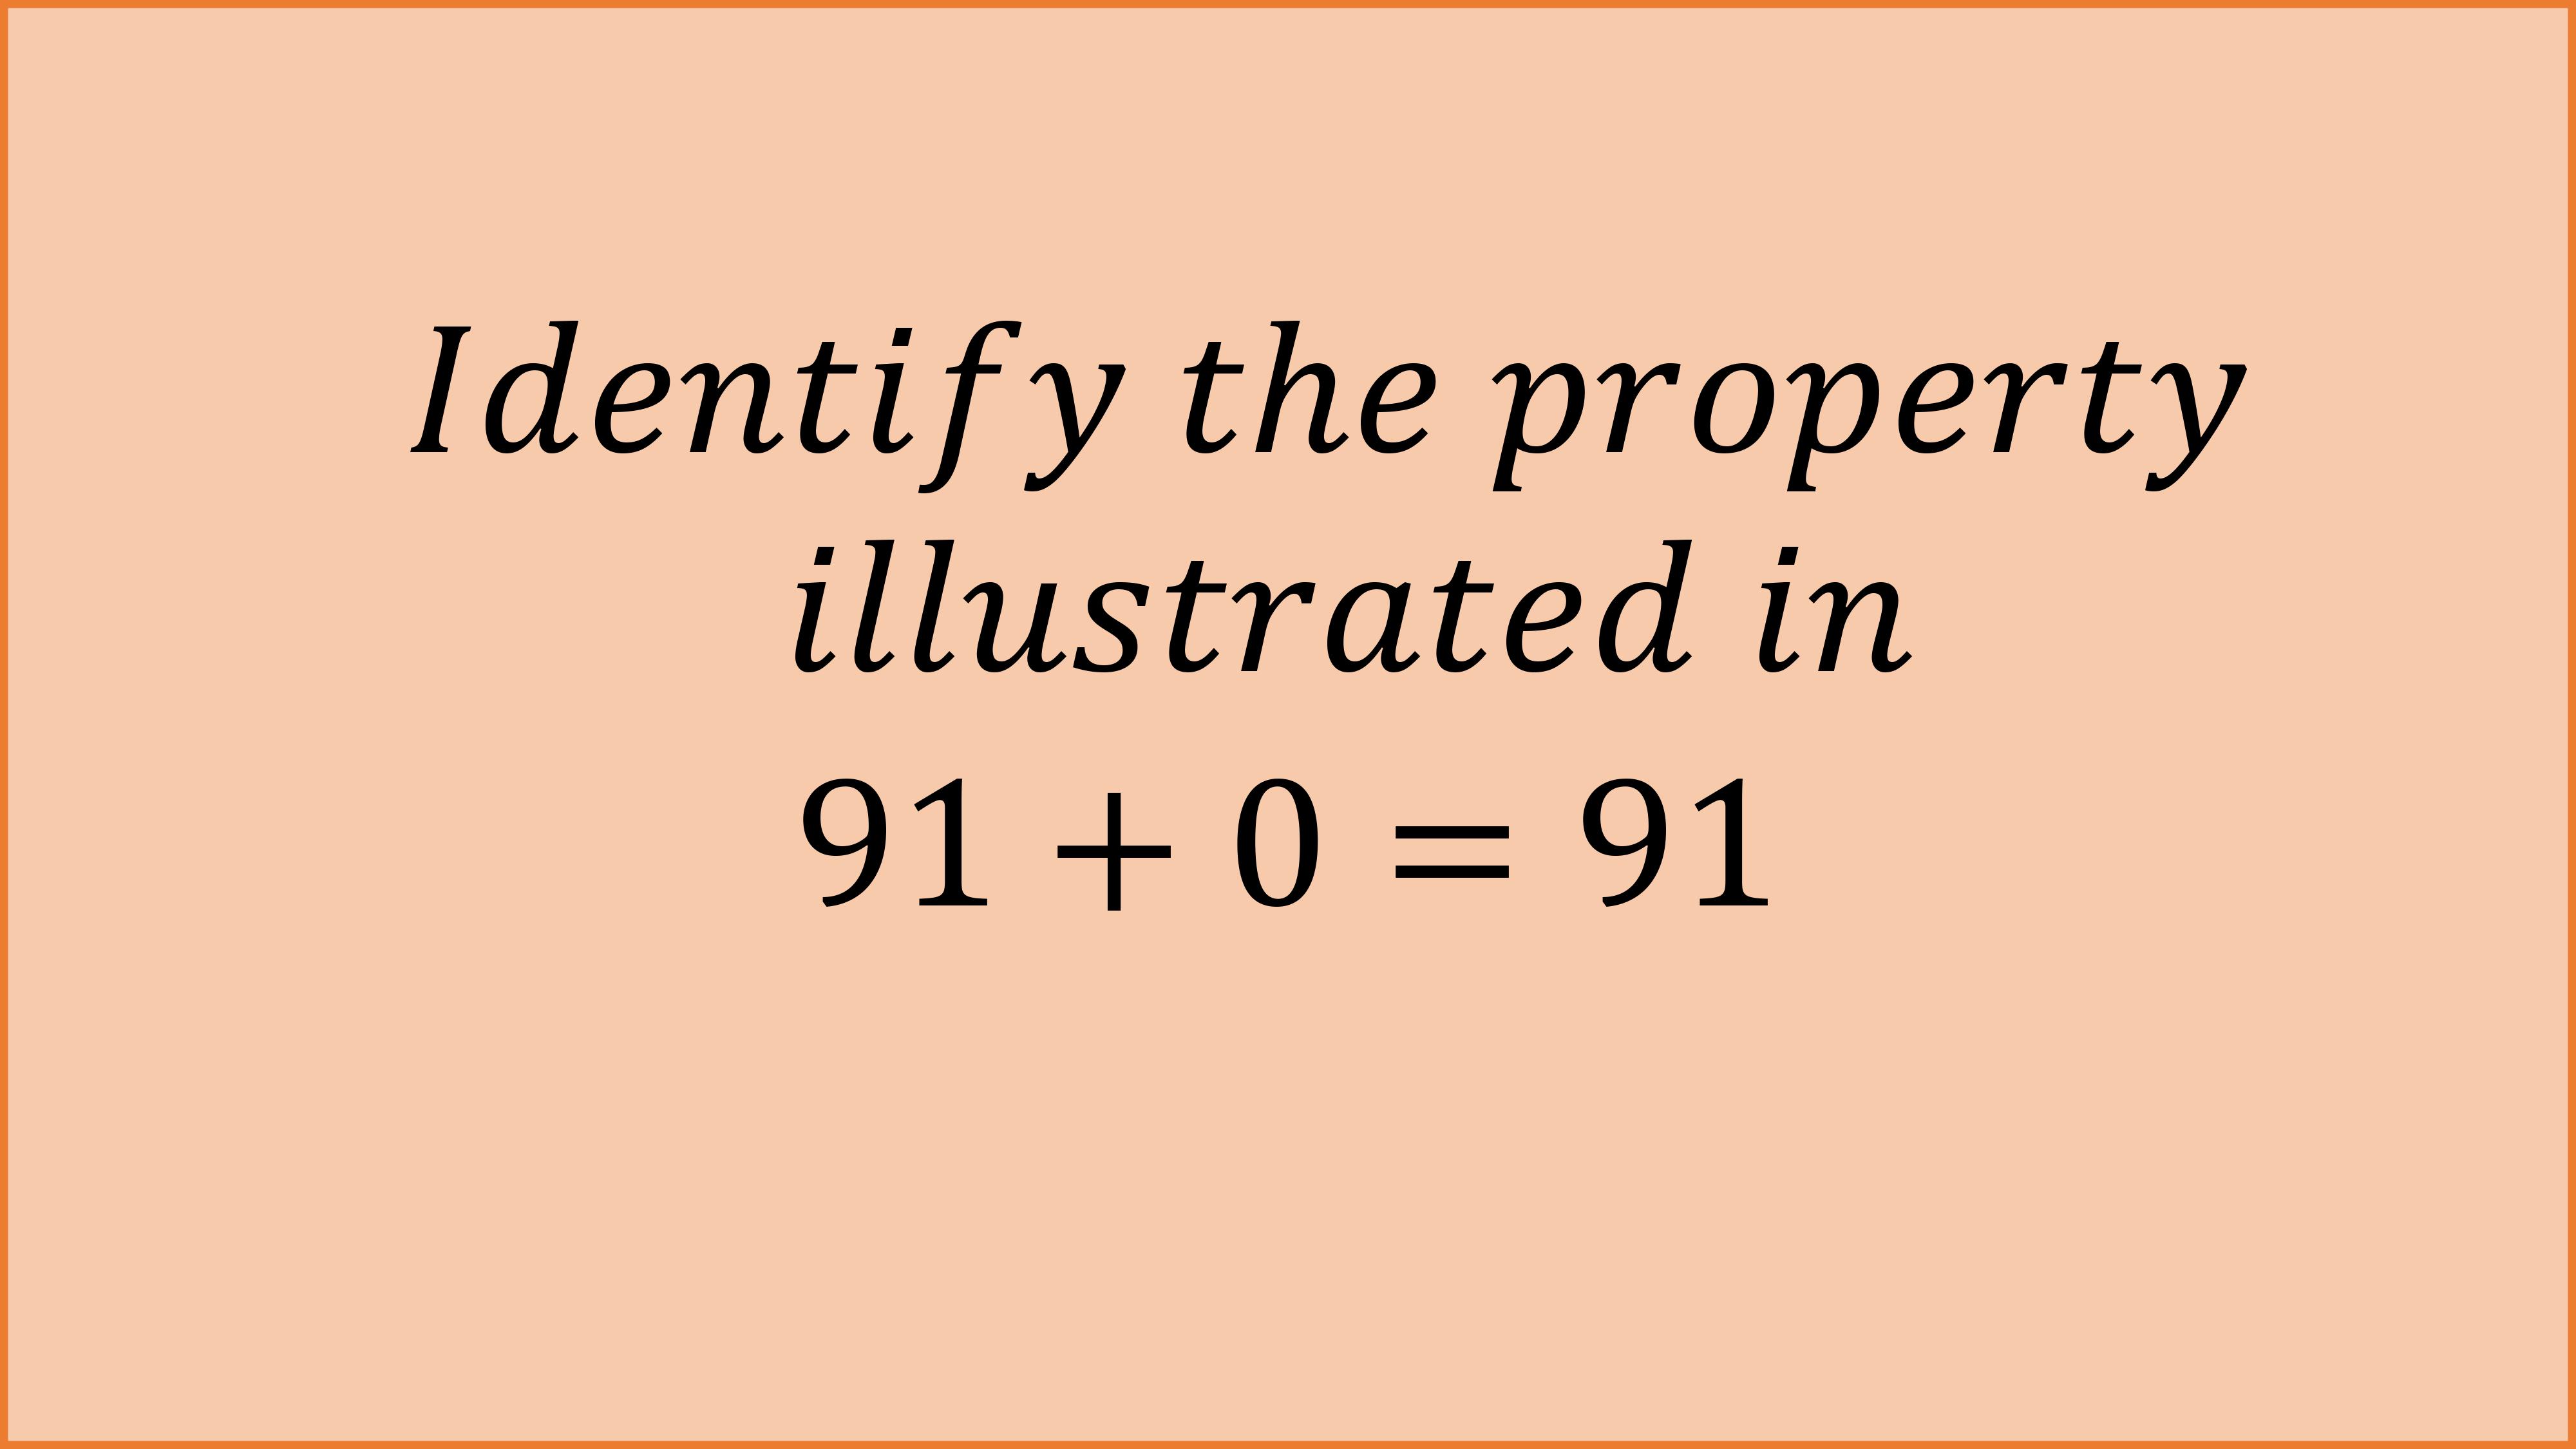 Identify the property
illustrated in
91 + 0 = 91